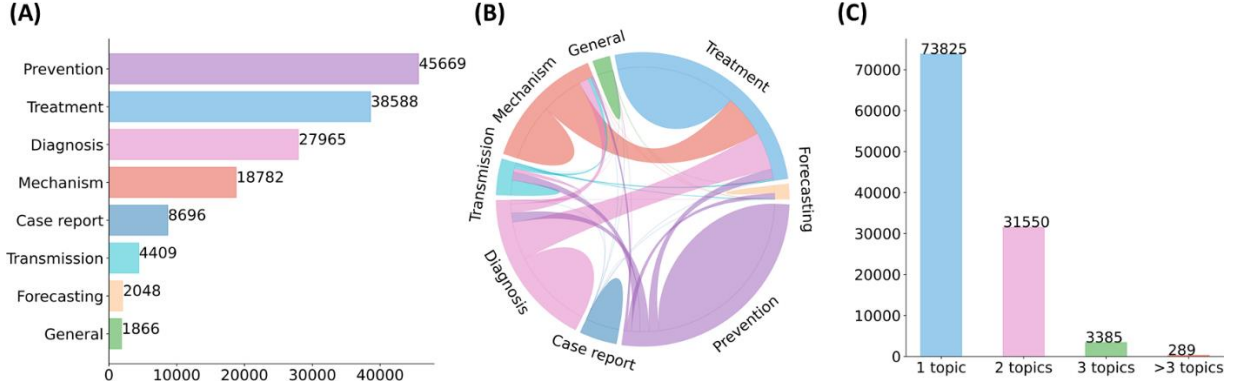 (A)
Prevention 45669
Treatment 38588
Diagnosis 27965
Mechanism 18782
Case report 8696
Transmission 4409
Forecasting 2048
General 1866
0 10000 20000 30000 40000
(B)
General
Treatment
Mechanism
Transmission
Forecasting
Diagnosis
Prevention
Case report
(C)
73825
70000
60000
50000
40000
31550
30000
20000
10000
3385
289
0
1 topic 2 topics 3 topics >3 topics